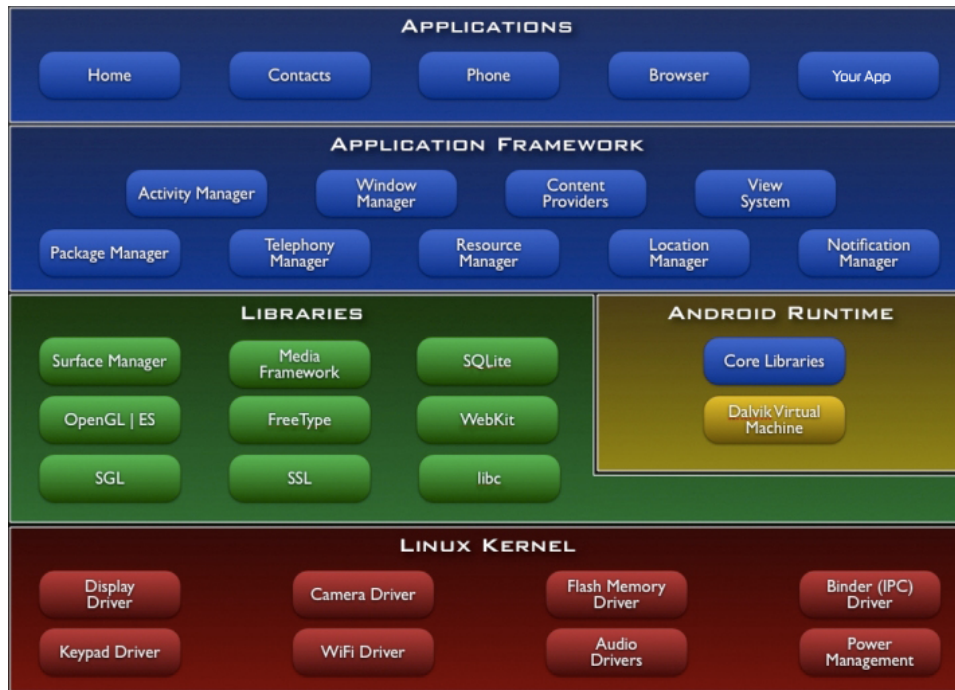 APPLICATIONS
Home
Contacts
Phone
Browser
Your App
APPLICATION FRAMEWORK
Activity Manager
Window
Manager
Content
Providers
View
System
Package Manager
Telephony
Manager
Resource
Manager
Location
Manager
Notification
Manager
LIBRARIES
Surface Manager
Media
Framework
SQLite
OpenGL | ES
FreeType
WebKit
SGL
SSL
libc
ANDROID RUNTIME
Core Libraries
Dalvik Virtual
Machine
LINUX KERNEL
Display
Driver
Camera Driver
Flash Memory
Driver
Binder (IPC)
Driver
Keypad Driver
WiFi Driver
Audio
Drivers
Power
Management